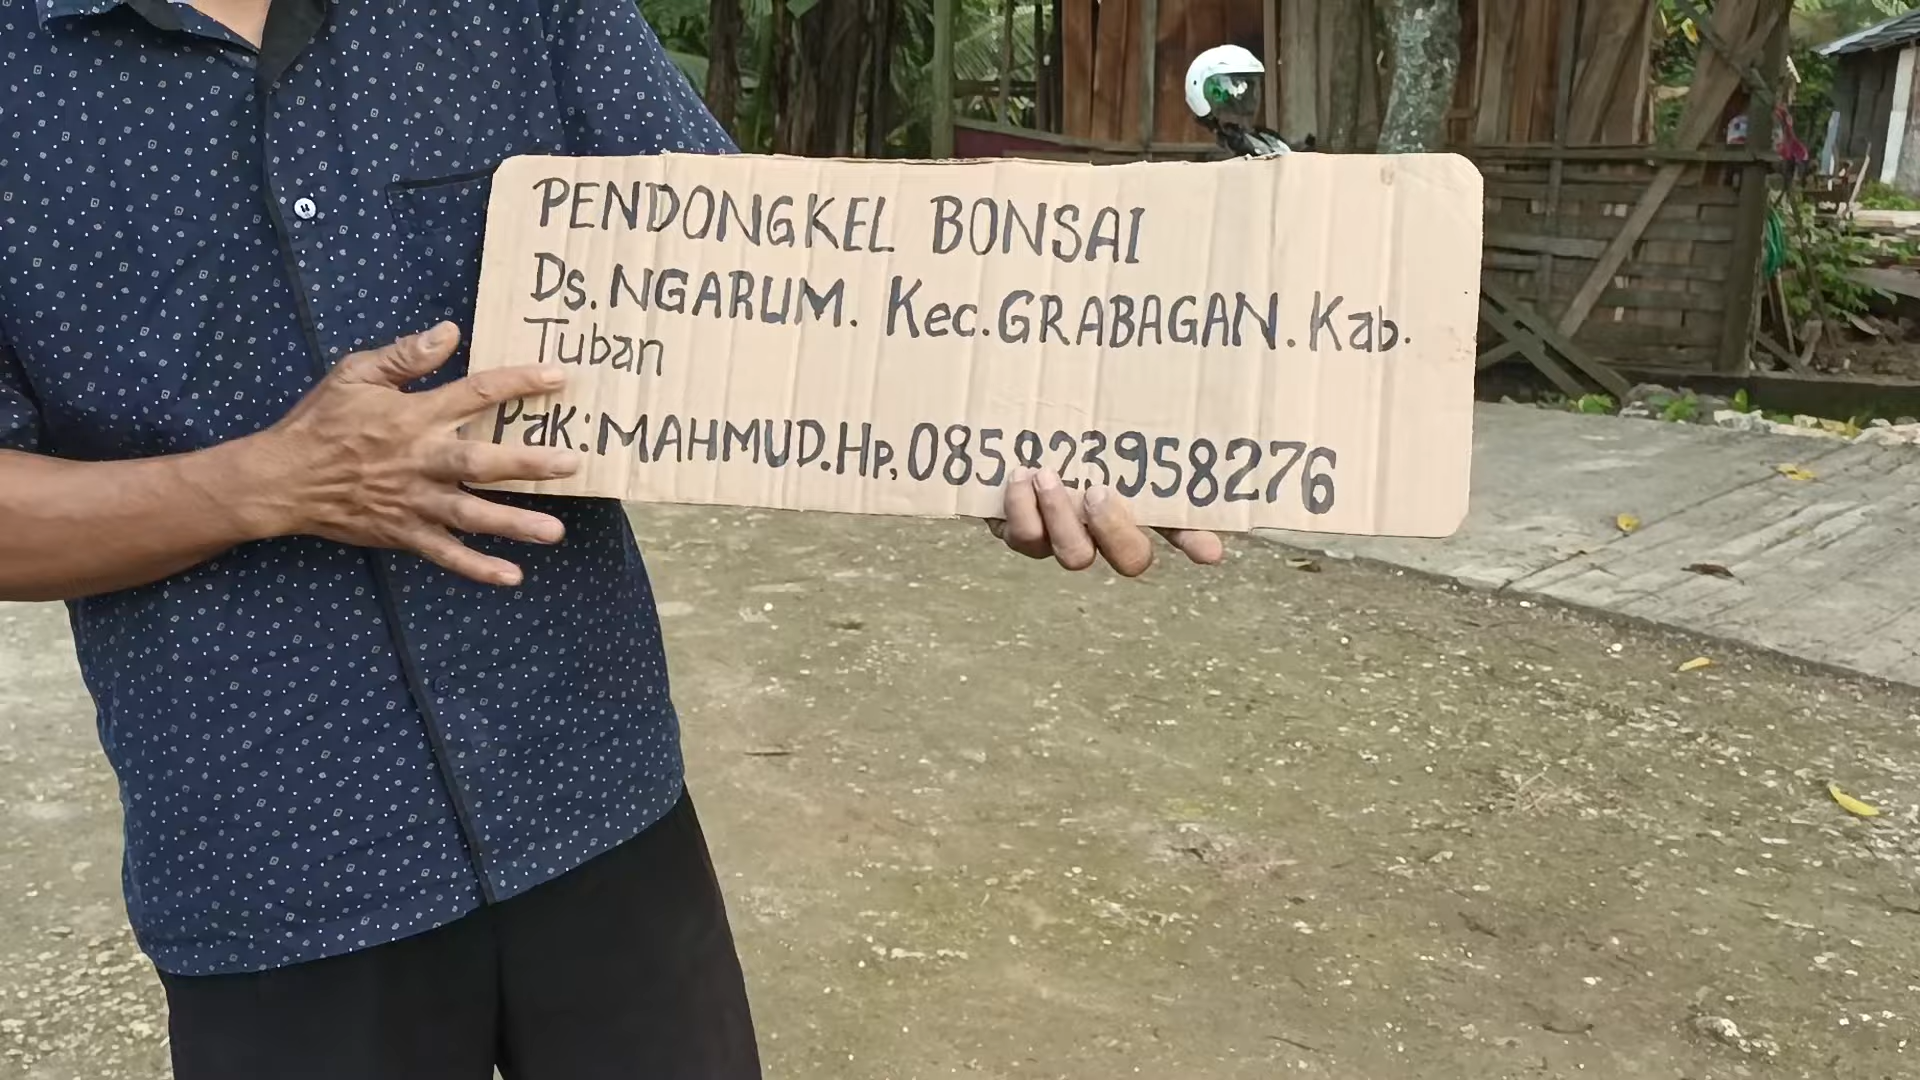 PENDONGKEL BONSAI
Ds. NGARUM. Kec. GRABAGAN. Kab.
Tuban
Pak: MAHMUD. Hp, 085823958276